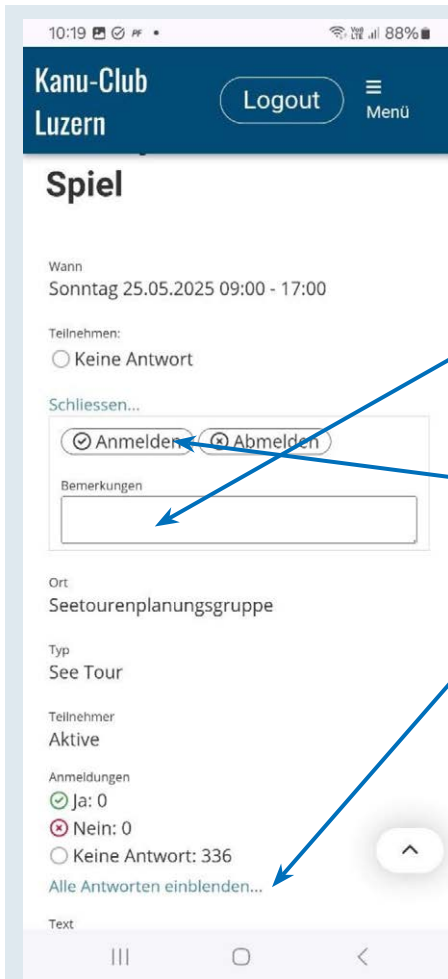 10:19
88%
Kanu-Club
Luzern
Logout
Menü
Spiel
Wann
Sonntag 25.05.2025 09:00 - 17:00
Teilnehmen:
Keine Antwort
Schliessen...
Anmelden Abmelden
Bemerkungen
Ort
Seetourenplanungsgruppe
Typ
See Tour
Teilnehmer
Aktive
Anmeldungen
Ja: 0
Nein: 0
Keine Antwort: 336
Alle Antworten einblenden...
Text